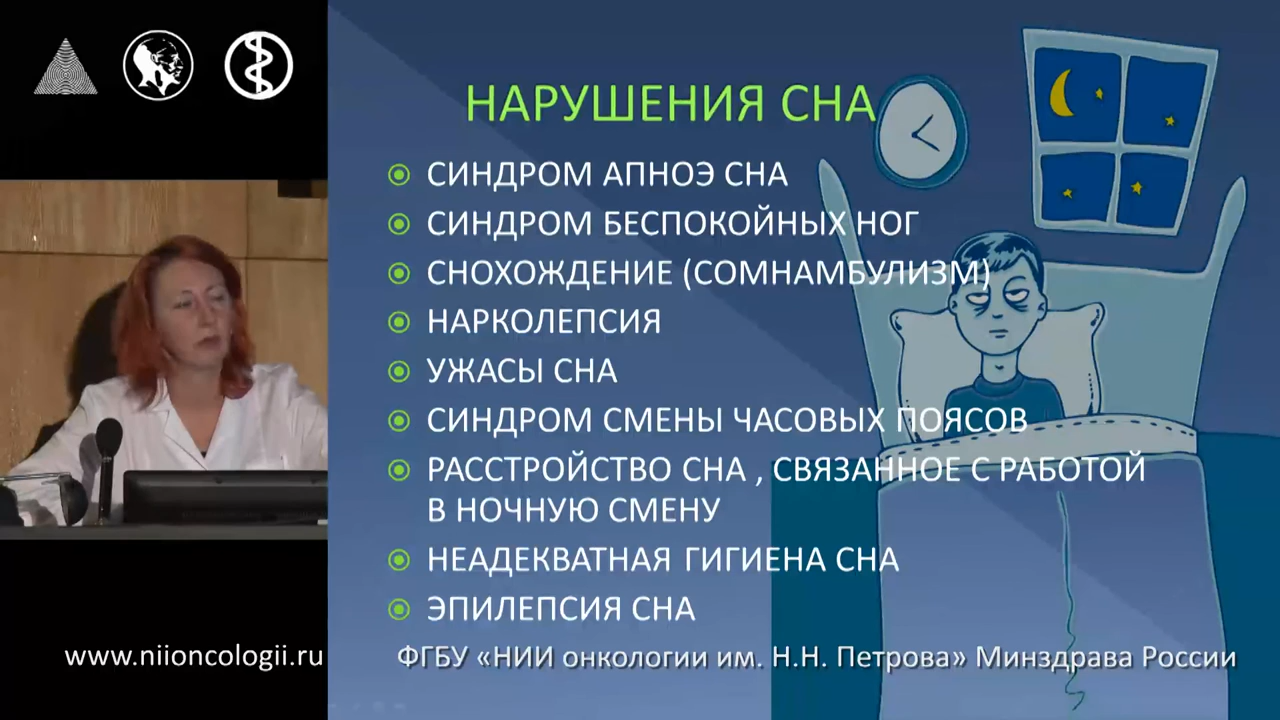 НАРУШЕНИЯ СНА
СИНДРОМ АПНОЭ СНА
СИНДРОМ БЕСПОКОЙНЫХ НОГ
СНОХОЖДЕНИЕ (СОМНАМБУЛИЗМ)
НАРКОЛЕПСИЯ
УЖАСЫ СНА
СИНДРОМ СМЕНЫ ЧАСОВЫХ ПОЯСОВ
РАССТРОЙСТВО СНА , СВЯЗАННОЕ С РАБОТОЙ
В НОЧНУЮ СМЕНУ
НЕАДЕКВАТНАЯ ГИГИЕНА СНА
ЭПИЛЕПСИЯ СНА
www.niioncologii.ru
ФГБУ «НИИ онкологии им. Н.Н. Петрова» Минздрава России